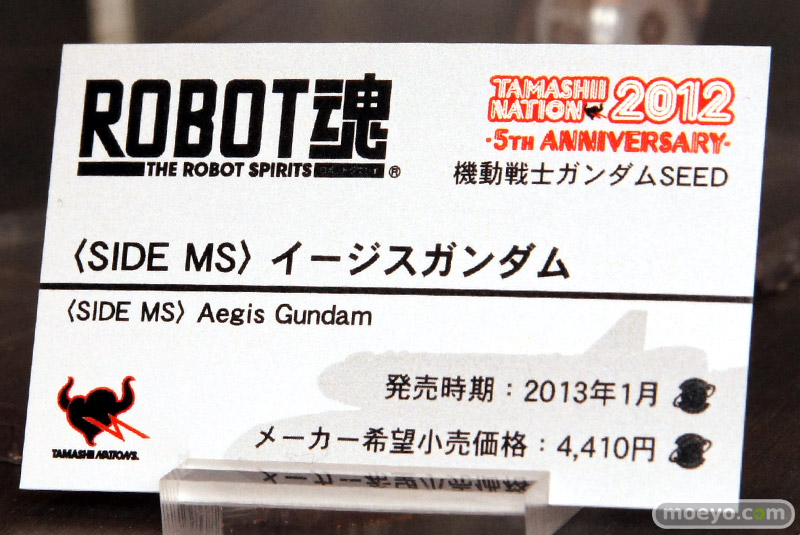 ROBOT魂
THE ROBOT SPIRITS ®
TAMASHII
NATION 2012
・5TH ANNIVERSARY・
機動戦士ガンダムSEED
〈SIDE MS〉イージスガンダム
〈SIDE MS〉Aegis Gundam
発売時期：2013年1月
メーカー希望小売価格：4,410円
TAMASHII NATIONS.
moeyo.com